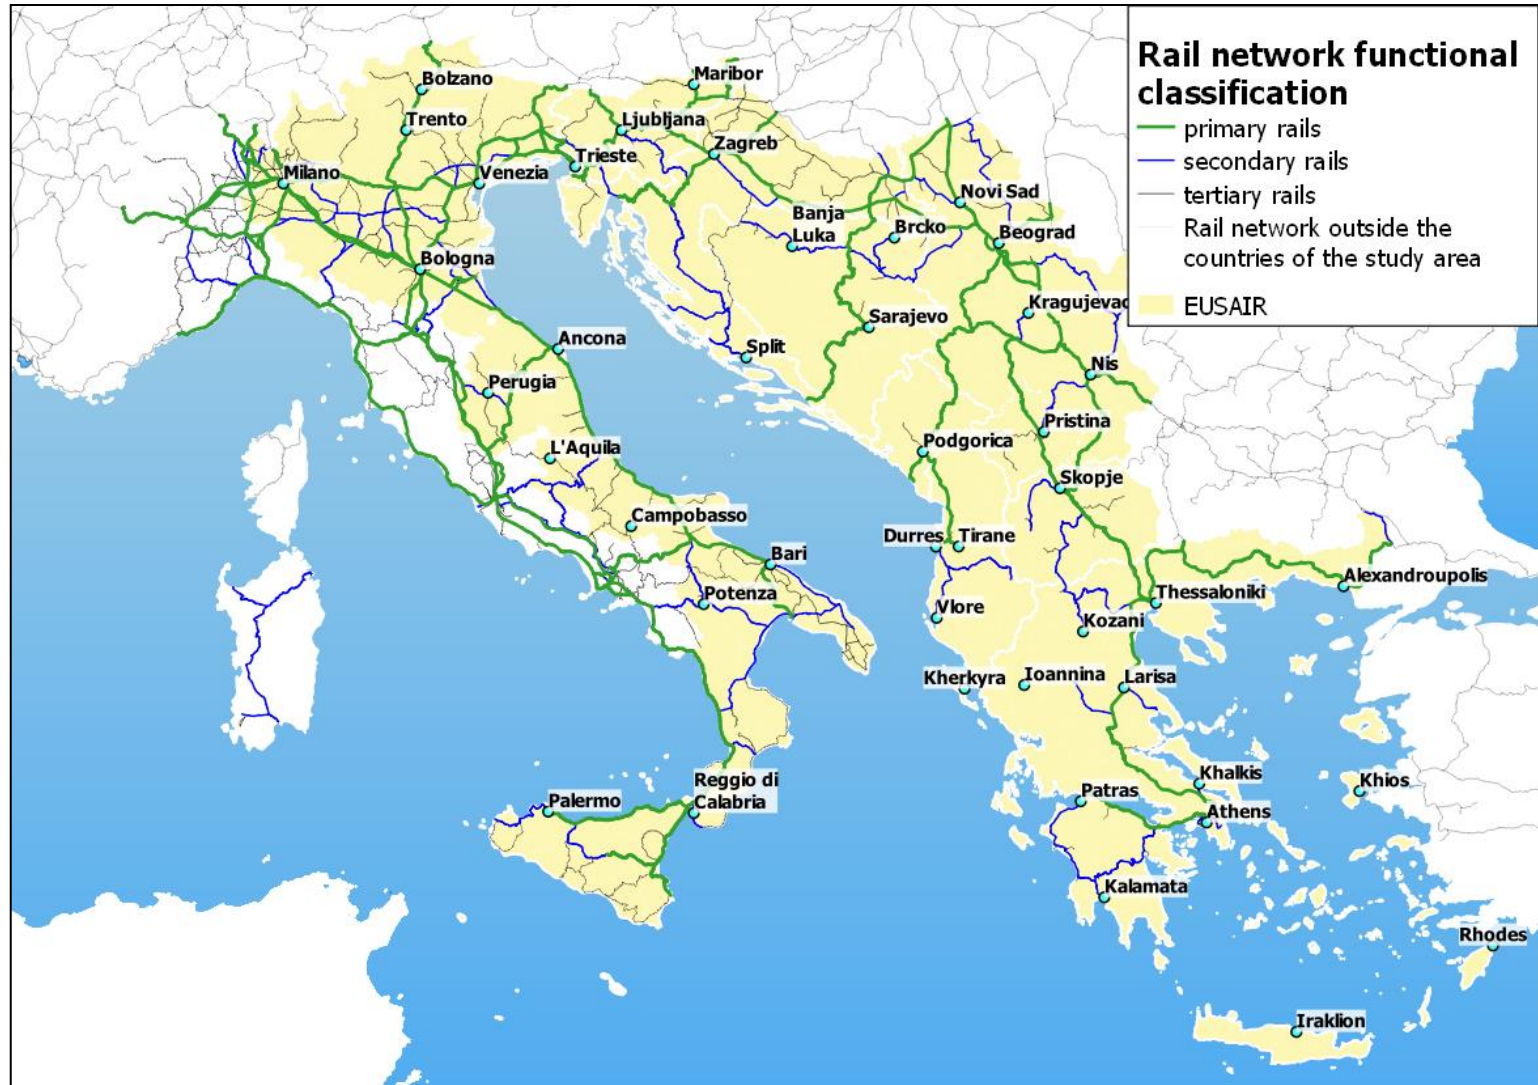 Rail network functional
classification
primary rails
secondary rails
tertiary rails
Rail network outside the
countries of the study area
EUSAIR
Bolzano
Maribor
Trento
Ljubljana
Zagreb
Trieste
Milano
Venezia
Novi Sad
Banja
Luka
Brcko
Beograd
Bologna
Kragujevac
Sarajevo
Ancona
Split
Nis
Perugia
Pristina
Podgorica
L'Aquila
Skopje
Campobasso
Durres
Tirane
Bari
Alexandroupolis
Potenza
Thessaloniki
Vlore
Kozani
Kherkyra
Ioannina
Larisa
Reggio di
Calabria
Khalkis
Khios
Palermo
Patras
Athens
Kalamata
Rhodes
Iraklion